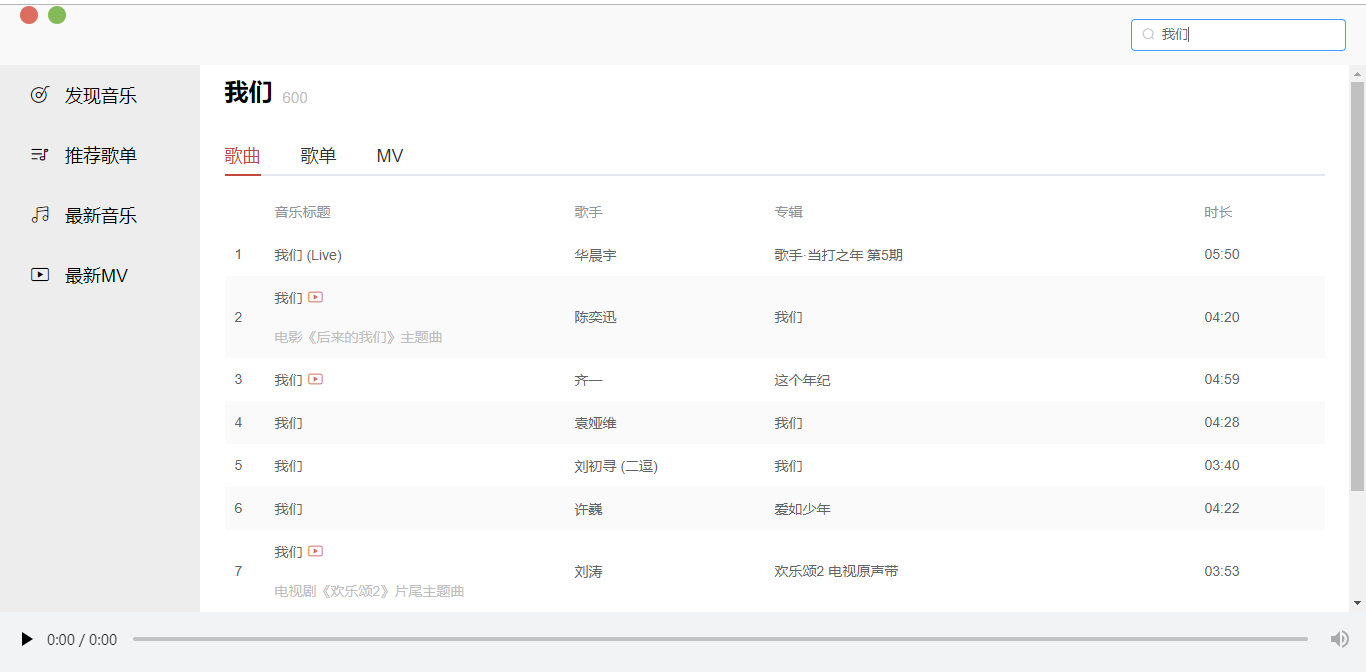 我们
发现音乐
推荐歌单
最新音乐
最新MV
我们 600
歌曲 歌单 MV
音乐标题 歌手 专辑 时长
1 我们 (Live) 华晨宇 歌手·当打之年 第5期 05:50
2 我们 陈奕迅 我们 04:20
电影《后来的我们》主题曲
3 我们 齐一 这个年纪 04:59
4 我们 袁娅维 我们 04:28
5 我们 刘初寻 (二逗) 我们 03:40
6 我们 许巍 爱如少年 04:22
7 我们 刘涛 欢乐颂2 电视原声带 03:53
电视剧《欢乐颂2》片尾主题曲
0:00 / 0:00